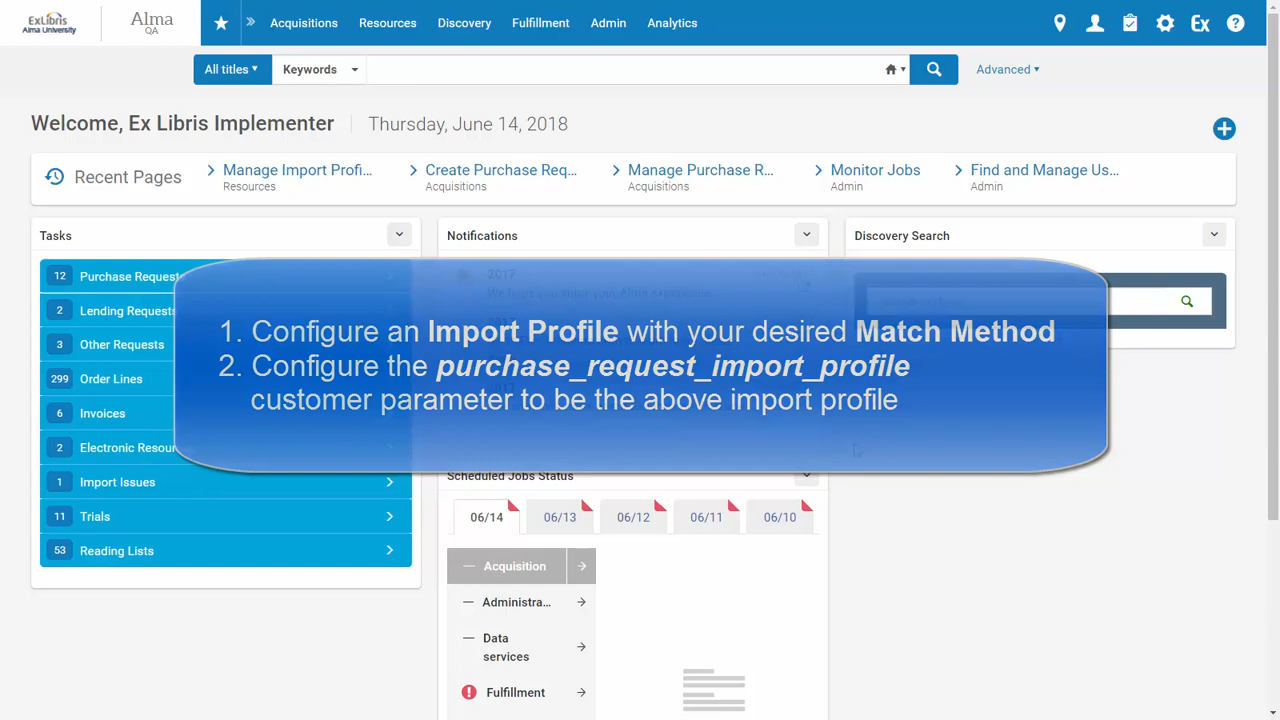 ExLibris
Alma University
Alma
QA
Acquisitions
Resources
Discovery
Fulfillment
Admin
Analytics
Ex
?
All titles
Keywords
Advanced
Welcome, Ex Libris Implementer
Thursday, June 14, 2018
Recent Pages
Manage Import Profi...
Resources
Create Purchase Req...
Acquisitions
Manage Purchase R...
Acquisitions
Monitor Jobs
Admin
Find and Manage Us...
Admin
Tasks
12 Purchase Requests
2 Lending Requests
3 Other Requests
299 Order Lines
6 Invoices
2 Electronic Resou
1 Import Issues
11 Trials
53 Reading Lists
Notifications
2017
Discovery Search
1. Configure an Import Profile with your desired Match Method
2. Configure the purchase_request_import_profile
customer parameter to be the above import profile
Scheduled Jobs Status
06/14
06/13
06/12
06/11
06/10
Acquisition
Administra...
Data
services
Fulfillment